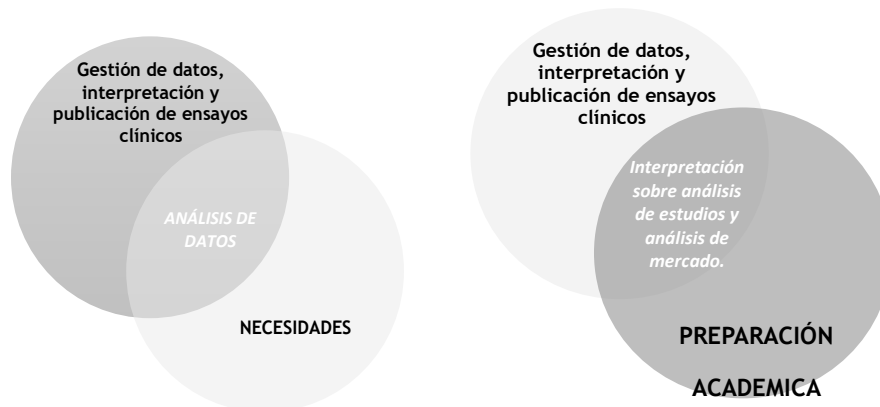 Gestión de datos,
interpretación y
publicación de ensayos
clínicos
ANÁLISIS DE
DATOS
NECESIDADES
Gestión de datos,
interpretación y
publicación de ensayos
clínicos
Interpretación
sobre análisis
de estudios y
análisis de
mercado.
PREPARACIÓN
ACADEMICA